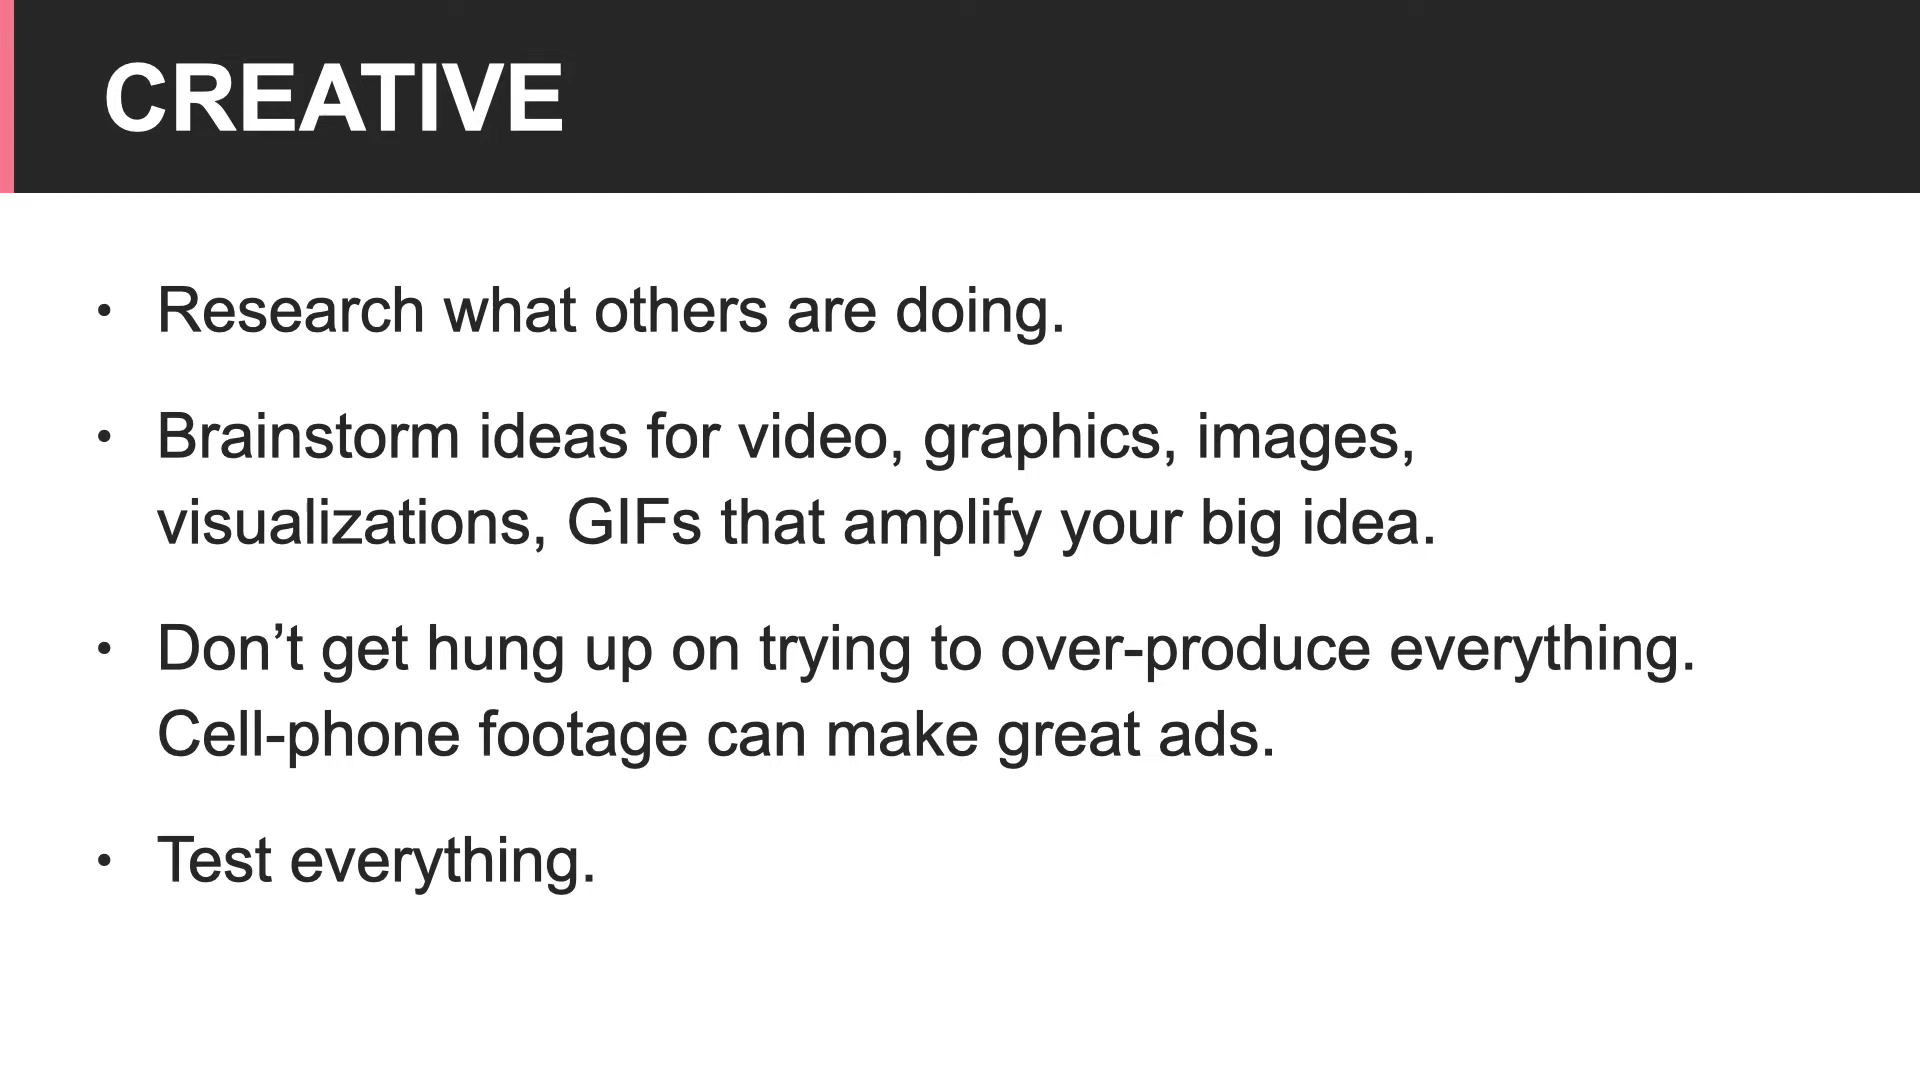 CREATIVE
• Research what others are doing.
• Brainstorm ideas for video, graphics, images,
visualizations, GIFs that amplify your big idea.
• Don’t get hung up on trying to over-produce everything.
Cell-phone footage can make great ads.
• Test everything.